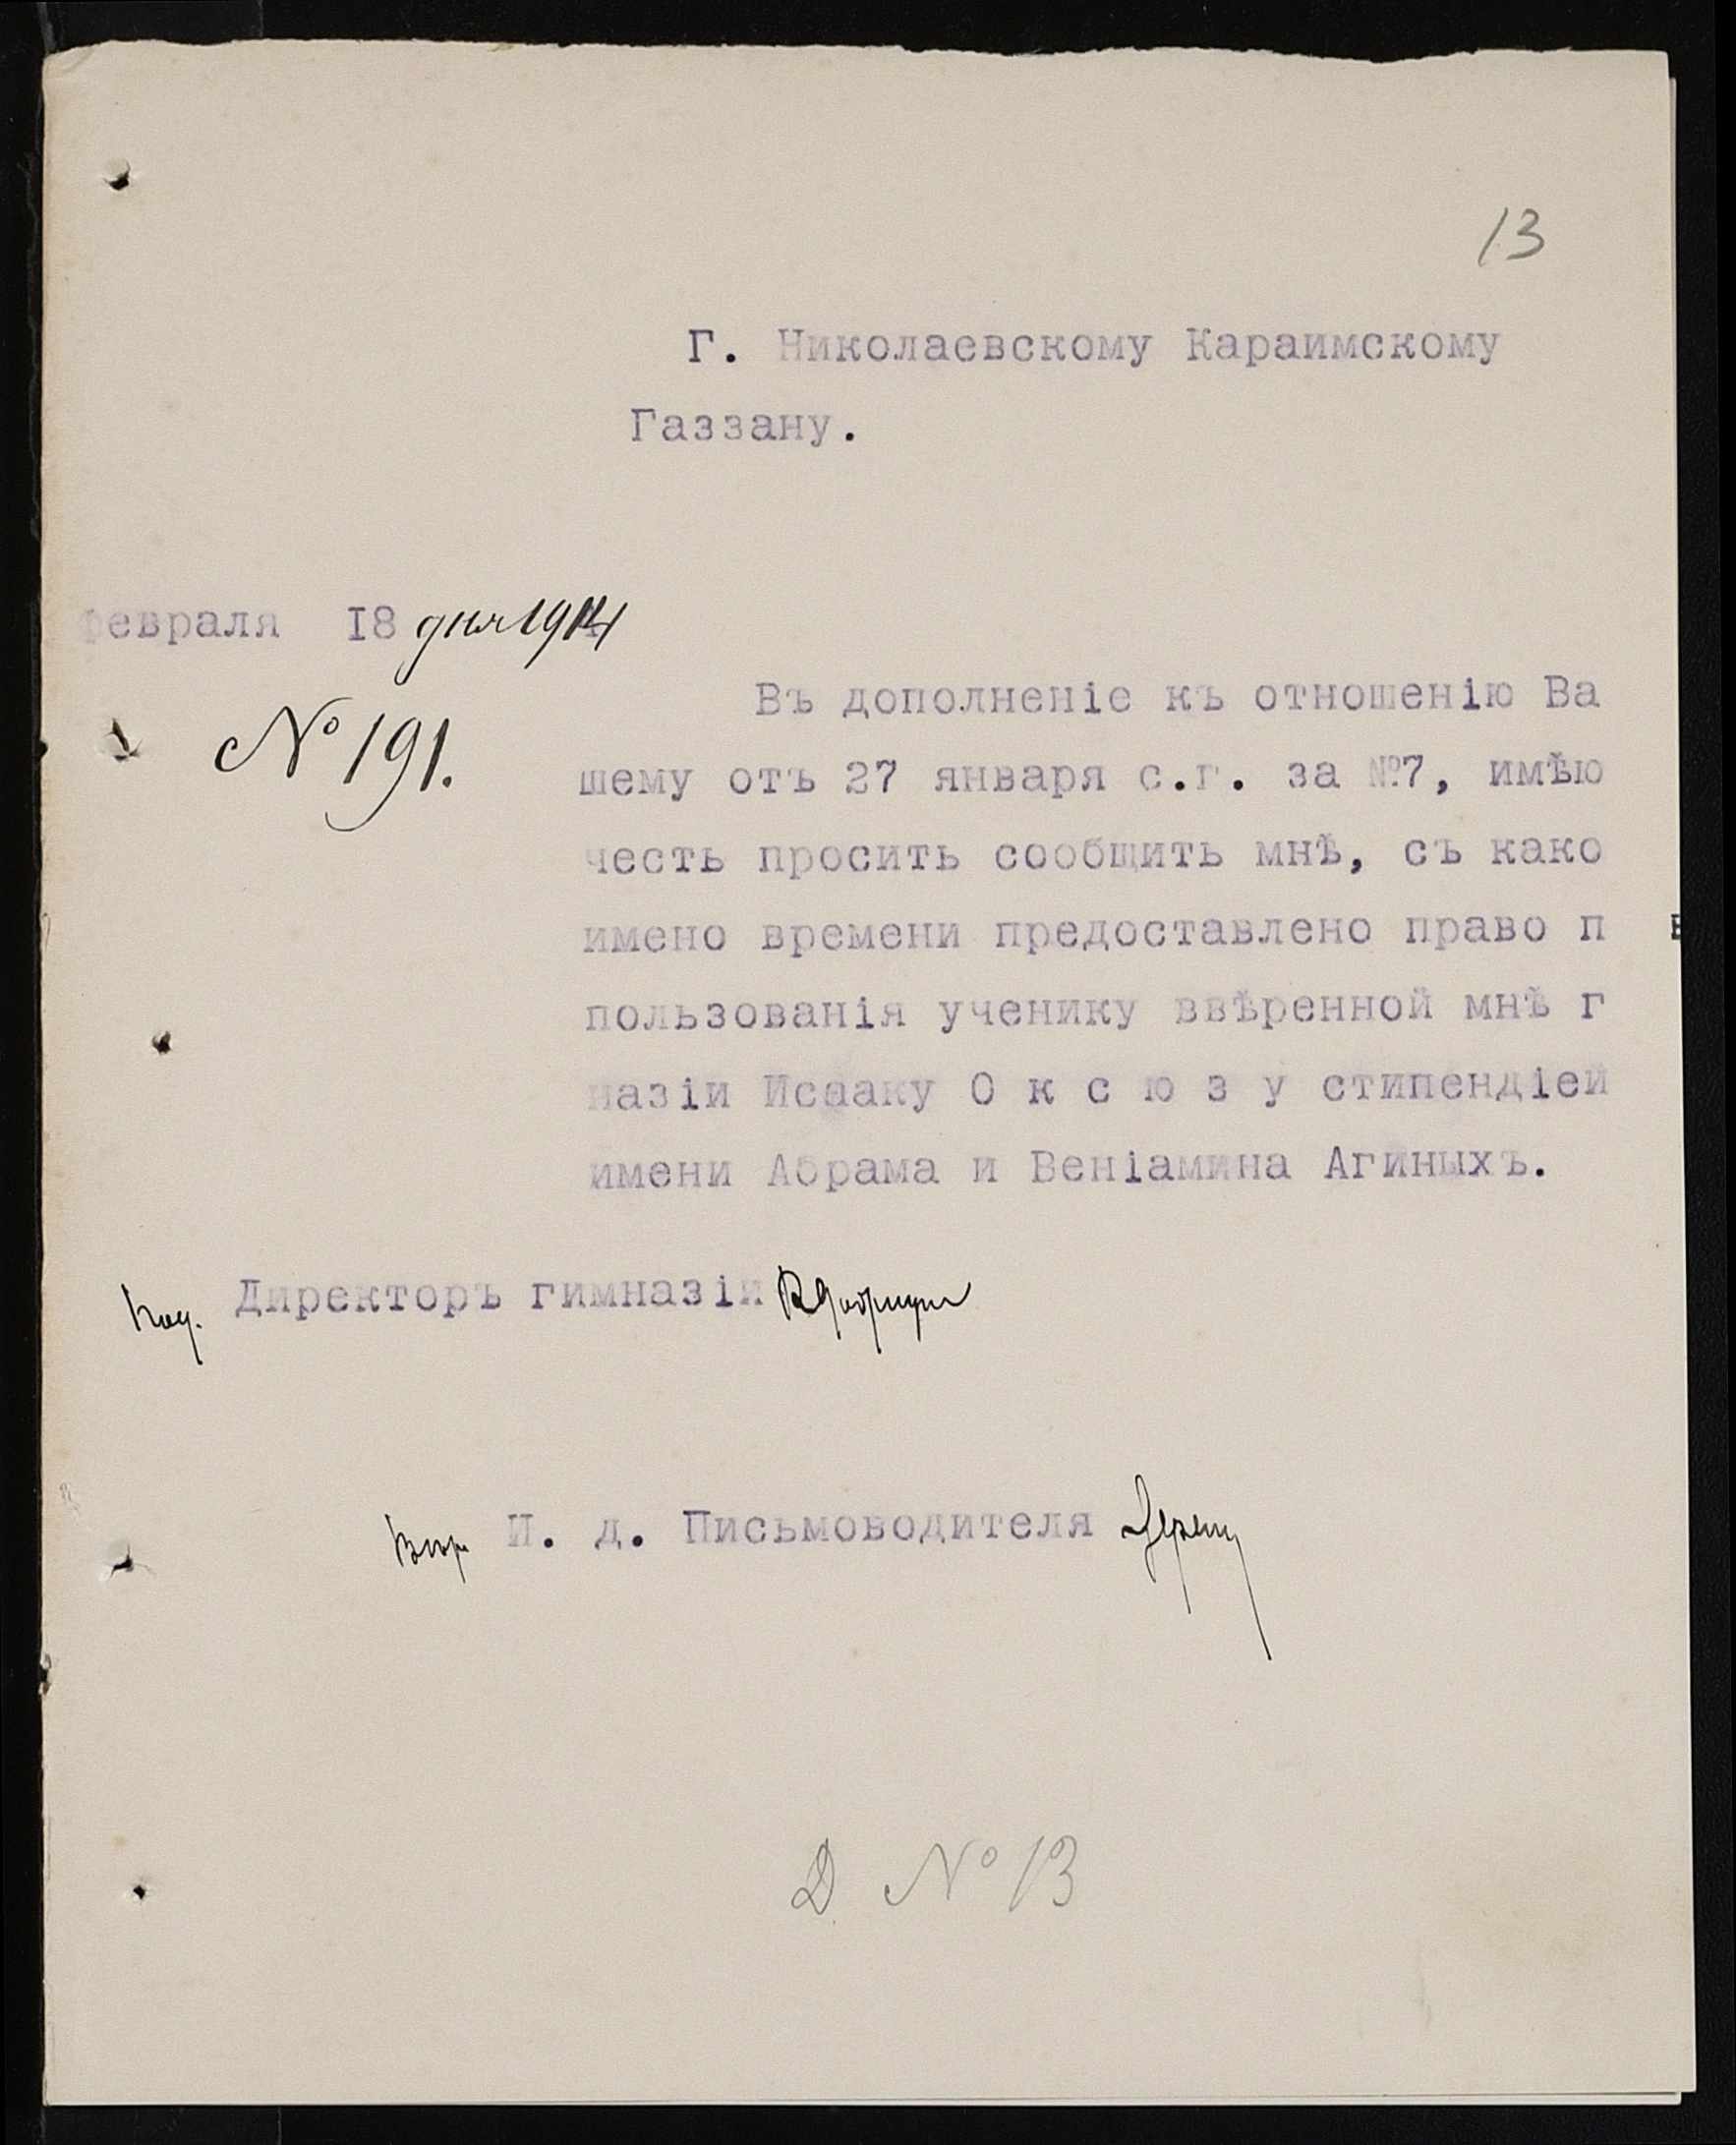 13
Г. Николаевскому Караимскому
Газзану.
февраля 18 дня 1914
№ 191.
Въ дополненіе къ отношенію Ва
шему отъ 27 января с.г. за №7, имѣю
честь просить сообщить мнѣ, съ како
имено времени предоставлено право п
пользованія ученику ввѣренной мнѣ г
назіи Исааку О к с ю з у стипендіей
имени Абрама и Веніамина Агиныхъ.
Директоръ гимназіи
И. д. Письмоводителя
Д №13